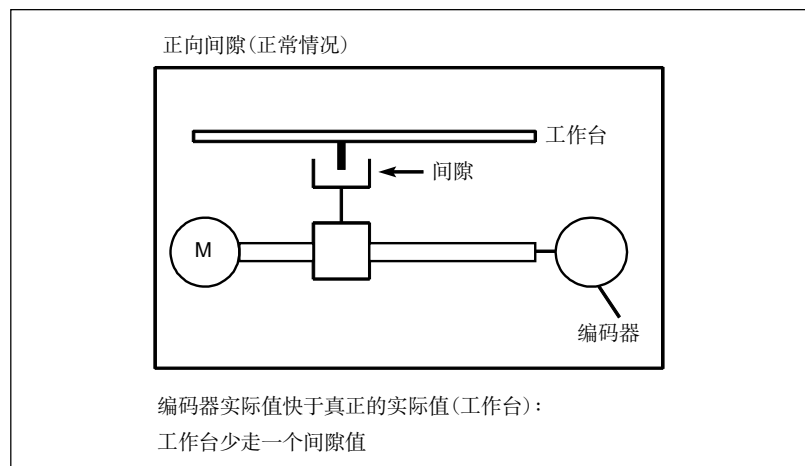 正向间隙(正常情况)
工作台
间隙
M
编码器
编码器实际值快于真正的实际值(工作台):
工作台少走一个间隙值